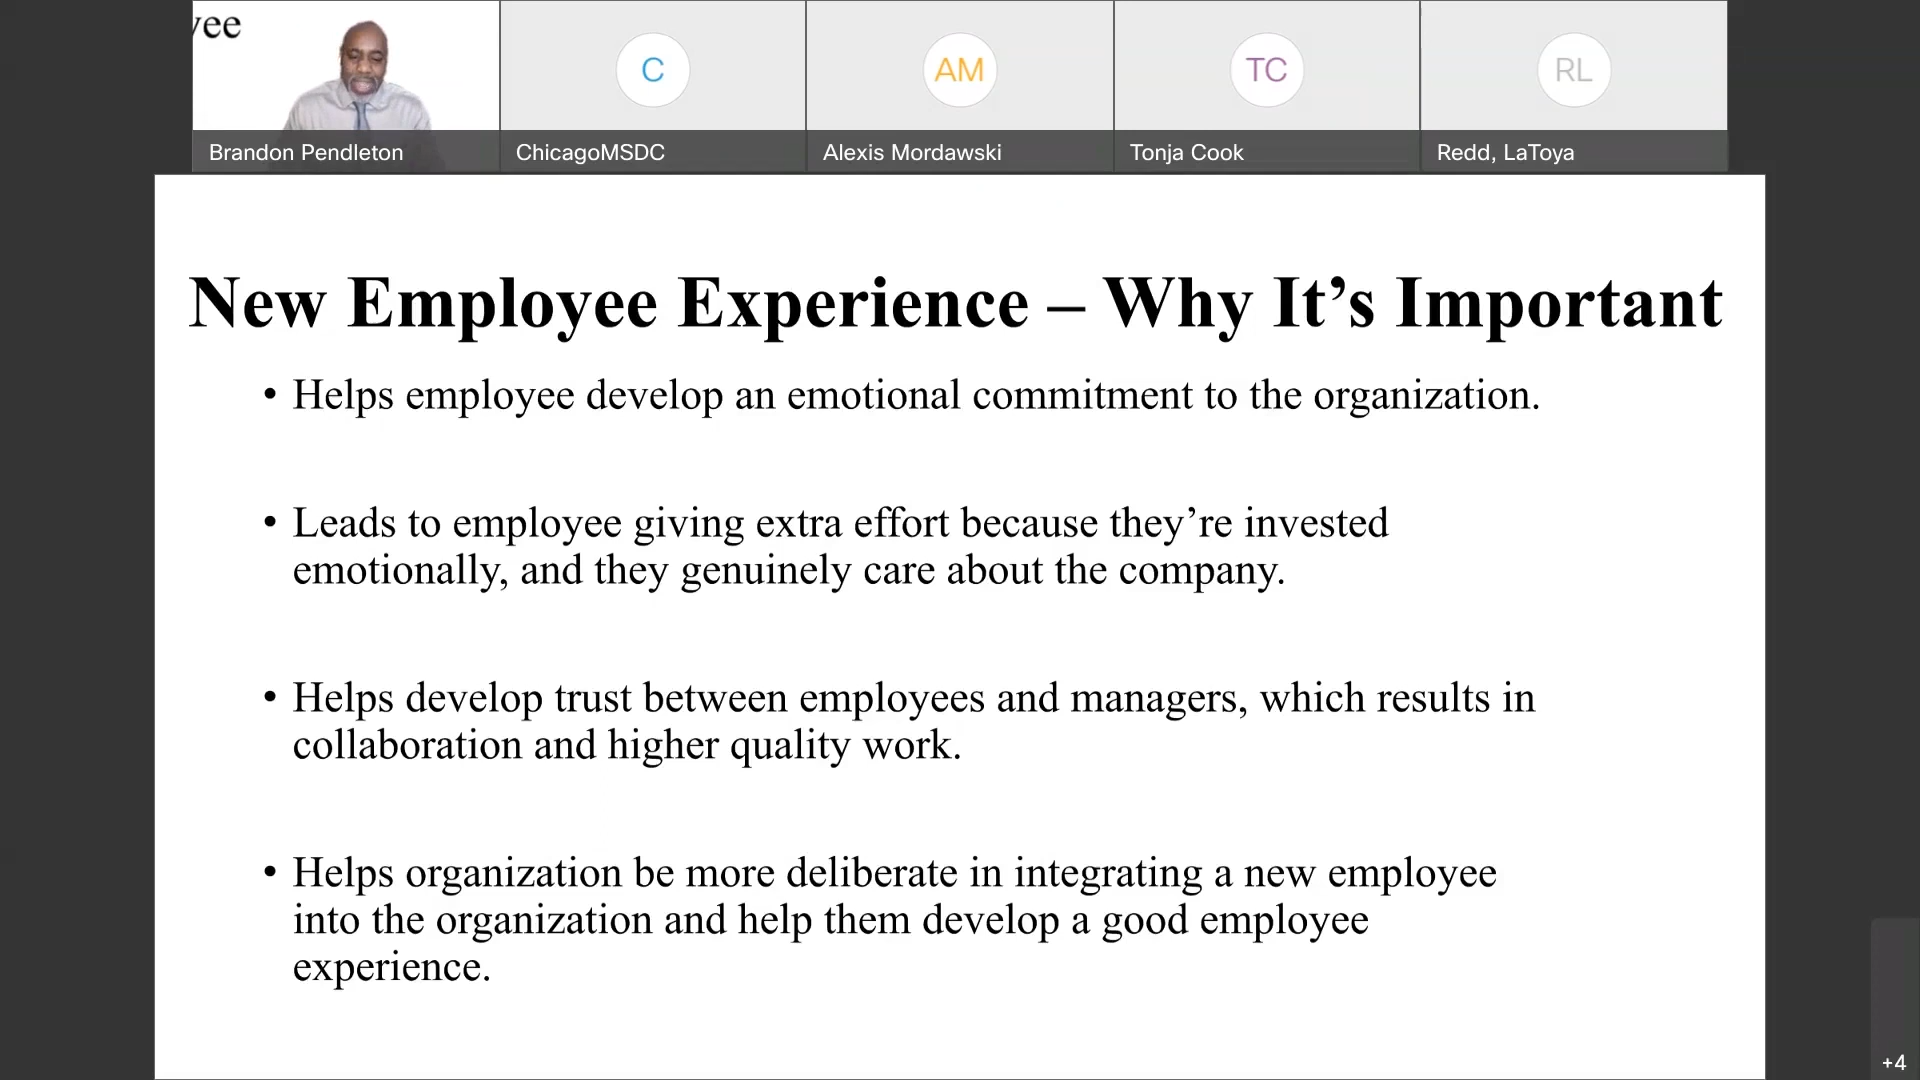 yee
C
AM
TC
RL
Brandon Pendleton
ChicagoMSDC
Alexis Mordawski
Tonja Cook
Redd, LaToya
New Employee Experience – Why It’s Important
• Helps employee develop an emotional commitment to the organization.
• Leads to employee giving extra effort because they’re invested
emotionally, and they genuinely care about the company.
• Helps develop trust between employees and managers, which results in
collaboration and higher quality work.
• Helps organization be more deliberate in integrating a new employee
into the organization and help them develop a good employee
experience.
+4